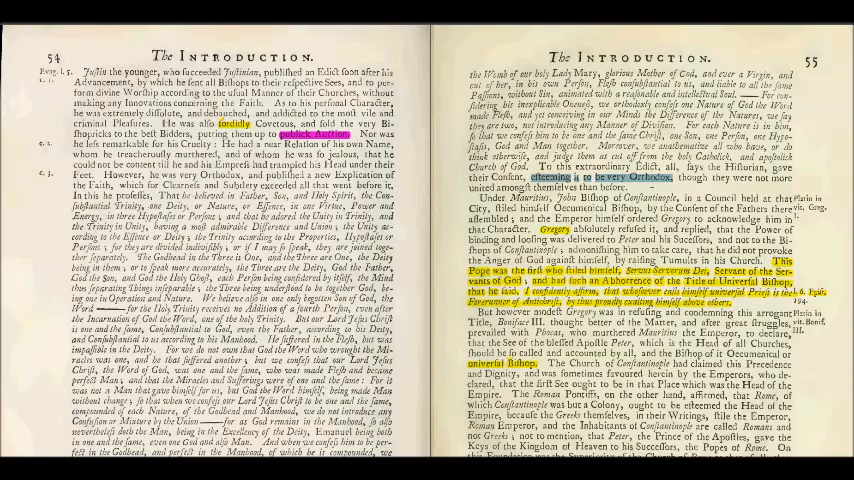 54
The INTRODUCTION.
Evag. l. 5.
c. 1.
Justin the younger, who succeeded Justinian, published an Edict soon after his
Advancement, by which he sent all Bishops to their respective Sees, and to per-
form divine Worship according to the usual Manner of their Churches, without
making any Innovations concerning the Faith. As to his personal Character,
he was extremely dissolute, and debauched, and addicted to the most vile and
criminal Pleasures. He was also sordidly Covetous, and sold the very Bi-
shopricks to the best Bidders, putting them up to publick Auction. Nor was
c. 2.
he less remarkable for his Cruelty: He had a near Relation of his own Name,
whom he treacherously murthered, and of whom he was so jealous, that he
could not be content till he and his Empress had trampled his Head under their
c. 3.
Feet. However, he was very Orthodox, and published a new Explication of
the Faith, which for Clearness and Subtlety exceeded all that went before it.
In this he professes, That he believed in Father, Son, and Holy Spirit, the Con-
substantial Trinity, one Deity, or Nature, or Essence, in one Virtue, Power and
Energy, in three Hypostases or Persons; and that he adored the Unity in Trinity, and
the Trinity in Unity, having a most admirable Division and Union; the Unity ac-
cording to the Essence or Deity; the Trinity according to the Properties, Hypostases or
Persons; for they are divided indivisibly; or if I may so speak, they are joined toge-
ther separately. The Godhead in the Three is One, and the Three are One, the Deity
being in them; or to speak more accurately, the Three are the Deity, God the Father,
God the Son, and God the Holy Ghost, each Person being considered by itself, the Mind
thus separating Things inseparable; the Three being understood to be together God, be-
ing one in Operation and Nature. We believe also in one only begotten Son of God, the
Word —— for the Holy Trinity receives no Addition of a fourth Person, even after
the Incarnation of God the Word, one of the holy Trinity. But our Lord Jesus Christ
is one and the same, Consubstantial to God, even the Father, according to his Deity,
and Consubstantial to us according to his Manhood. He suffered in the Flesh, but was
impassible in the Deity. For we do not own that God the Word who wrought the Mi-
racles was one, and he that suffered another; but we confess that our Lord Jesus
Christ, the Word of God, was one and the same, who was made Flesh and became
perfect Man; and that the Miracles and Sufferings were of one and the same: For it
was not a Man that gave himself for us, but God the Word himself, being made Man
without change; so that when we confess our Lord Jesus Christ to be one and the same,
compounded of each Nature, of the Godhead and Manhood, we do not introduce any
Confusion or Mixture by the Union —— for as God remains in the Manhood, so also
nevertheless doth the Man, being in the Excellency of the Deity, Emanuel being both
in one and the same, even one God and also Man. And when we confess him to be per-
fect in the Godhead and perfect in the Manhood, of which he is compounded, we
The INTRODUCTION.
55
the Womb of our holy Lady Mary, glorious Mother of God, and ever a Virgin, and
out of her, in his own Person, Flesh consubstantial to us, and liable to all the same
Passions, without Sin, animated with a reasonable and intellectual Soul. —— For con-
sidering his inexplicable Oneness, we orthodoxly confess one Nature of God the Word
made Flesh, and yet conceiving in our Minds the Difference of the Natures, we say
they are two, not introducing any Manner of Division. For each Nature is in him,
so that we confess him to be one and the same Christ, one Son, one Person, one Hypo-
stasis, God and Man together. Moreover, we anathematize all who have, or do
think otherwise, and judge them as cut off from the holy Catholick, and apostolick
Church of God. To this extraordinary Edict, all, says the Historian, gave
their Consent, esteeming it to be very Orthodox, though they were not more
united amongst themselves than before.
Under Mauritius, John Bishop of Constantinople, in a Council held at that
Platin in
City, stiled himself Oecumenical Bishop, by the Consent of the Fathers there
vit. Greg.
assembled; and the Emperor himself ordered Gregory to acknowledge him in
that Character. Gregory absolutely refused it, and replied, that the Power of
binding and loosing was delivered to Peter and his Successors, and not to the Bi-
shops of Constantinople; admonishing him to take care, that he did not provoke
the Anger of God against himself, by raising Tumults in his Church. This
Pope was the first who stiled himself, Servus Servorum Dei, Servant of the Ser-
vants of God; and had such an Abhorrence of the Title of Universal Bishop,
that he said, I confidently affirm, that whosoever calls himself universal Priest is the
l. 6. Epist.
194.
Forerunner of Antichrist, by thus proudly exalting himself above others.
But however modest Gregory was in refusing and condemning this arrogant
Platin in
Title, Boniface III. thought better of the Matter, and after great struggles,
vit. Bonif.
III.
prevailed with Phocas, who murthered Mauritius the Emperor, to declare,
that the See of the blessed Apostle Peter, which is the Head of all Churches,
should be so called and accounted by all, and the Bishop of it Oecumenical or
universal Bishop. The Church of Constantinople had claimed this Precedence
and Dignity, and was sometimes favoured herein by the Emperors, who de-
clared, that the first See ought to be in that Place which was the Head of the
Empire. The Roman Pontiffs, on the other hand, affirmed, that Rome, of
which Constantinople was but a Colony, ought to be esteemed the Head of the
Empire, because the Greeks themselves, in their Writings, stile the Emperor,
Roman Emperor, and the Inhabitants of Constantinople are called Romans and
not Greeks; not to mention, that Peter, the Prince of the Apostles, gave the
Keys of the Kingdom of Heaven to his Successors, the Popes of Rome. On